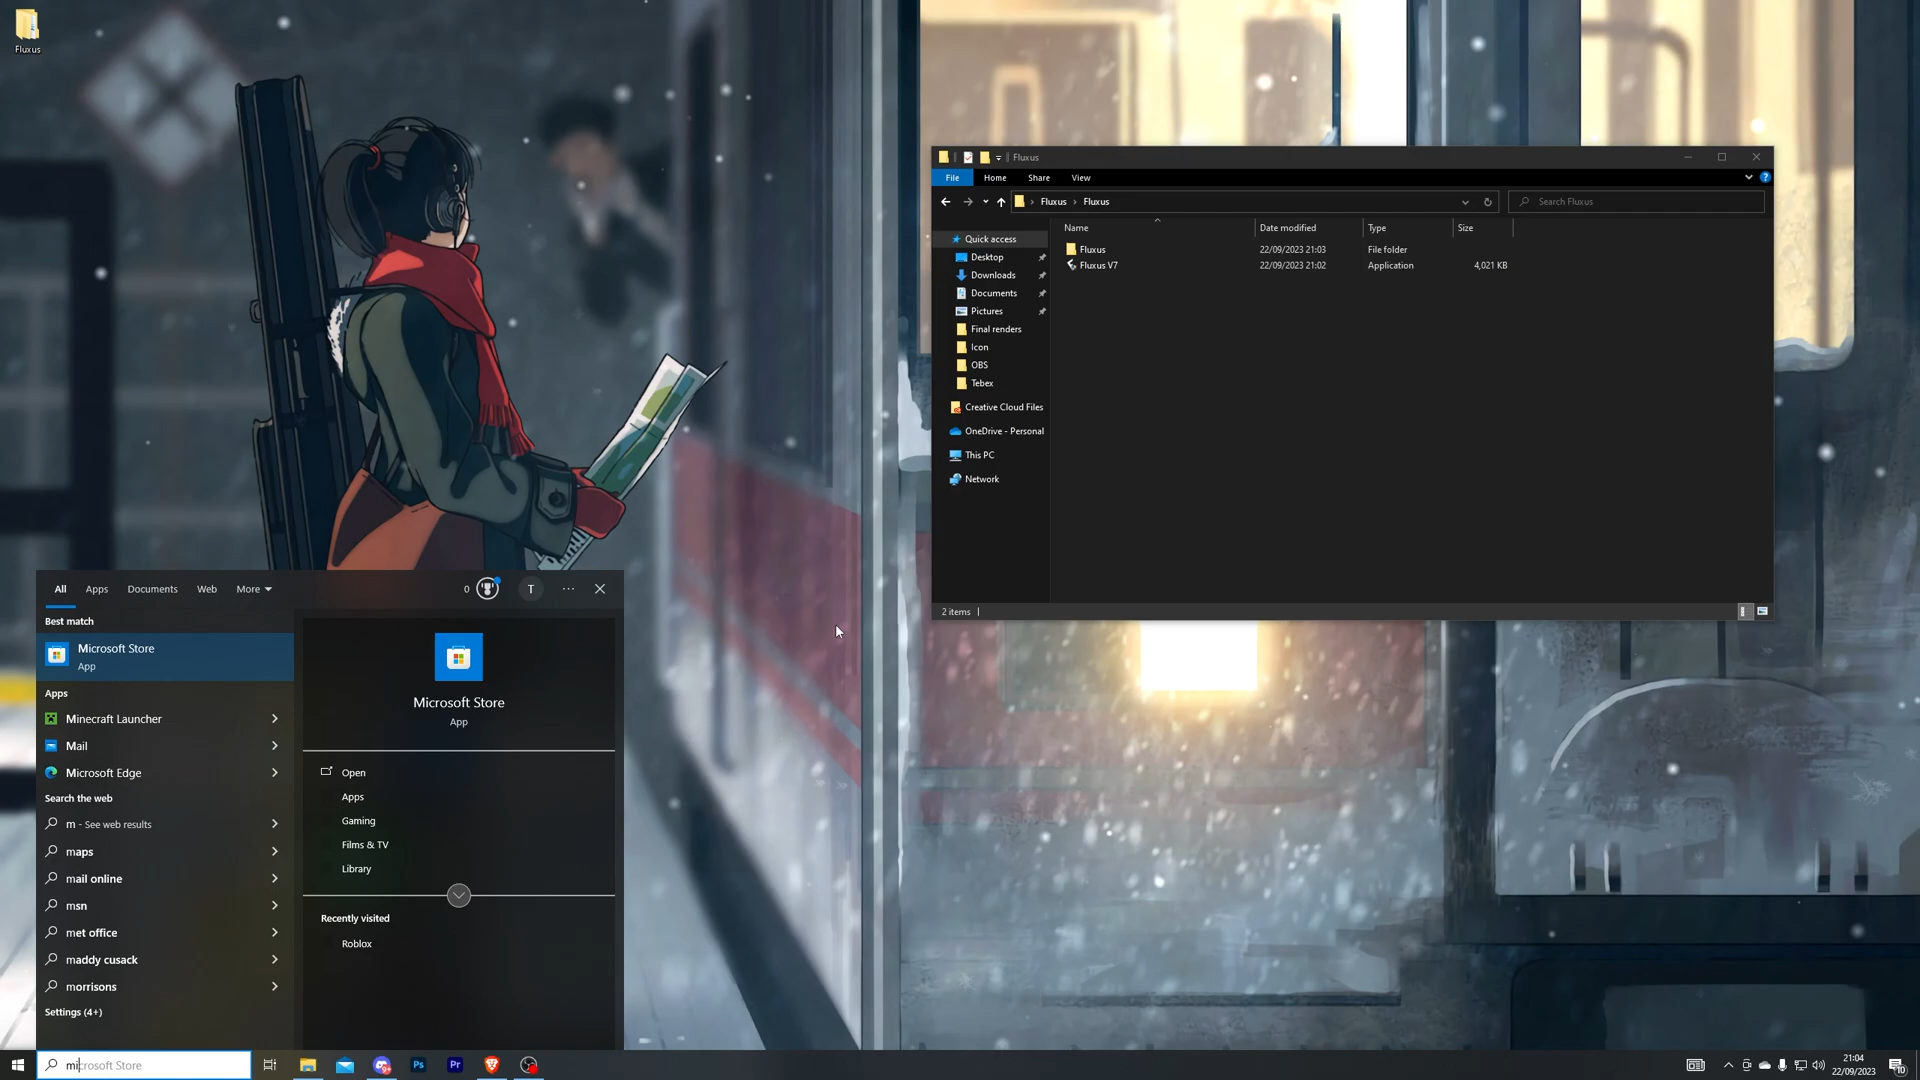 Fluxus
Fluxus
File
Home
Share
View
Fluxus
Fluxus
Search Fluxus
Name
Date modified
Type
Size
Quick access
Desktop
Downloads
Documents
Pictures
Final renders
Icon
OBS
Tebex
Creative Cloud Files
OneDrive - Personal
This PC
Network
Fluxus
22/09/2023 21:03
File folder
Fluxus V7
22/09/2023 21:02
Application
4,021 KB
2 items
All
Apps
Documents
Web
More
0
T
Best match
Microsoft Store
App
Apps
Minecraft Launcher
Mail
Microsoft Edge
Search the web
m - See web results
maps
mail online
msn
met office
maddy cusack
morrisons
Settings (4+)
Microsoft Store
App
Open
Apps
Gaming
Films & TV
Library
Recently visited
Roblox
microsoft Store
Ps
Pr
21:04
22/09/2023
10